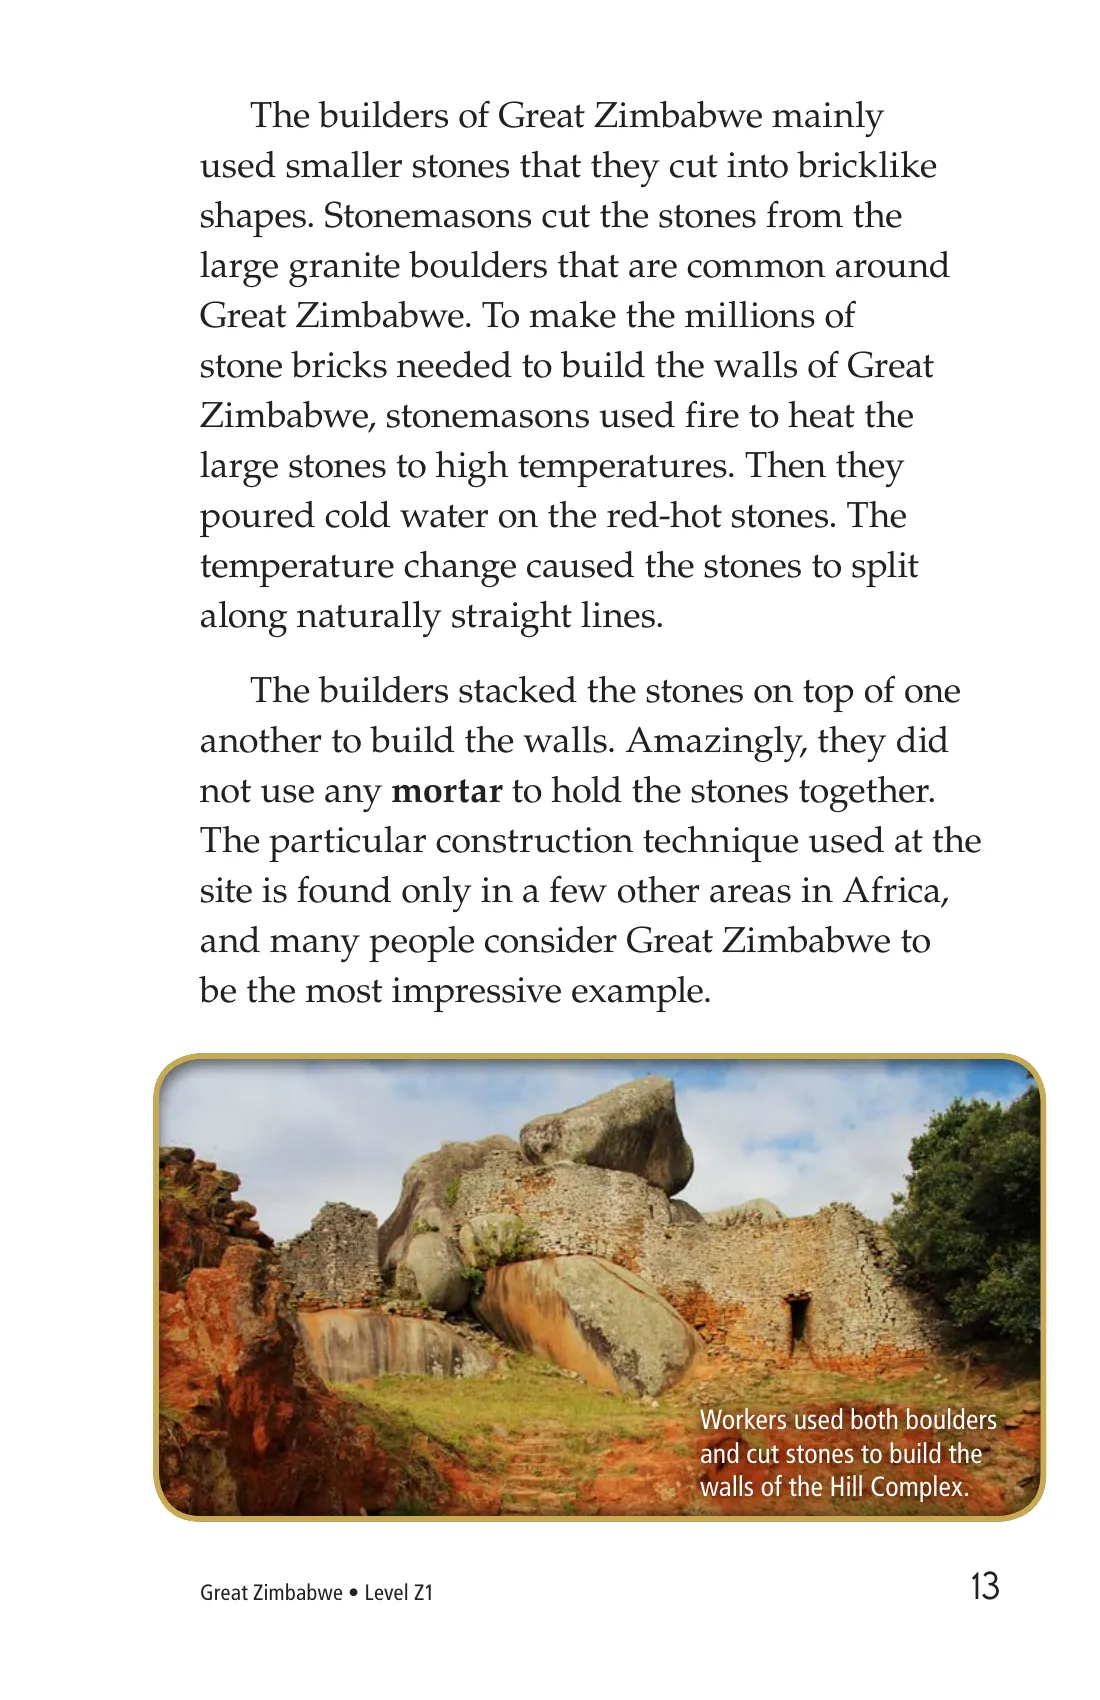 The builders of Great Zimbabwe mainly
used smaller stones that they cut into bricklike
shapes. Stonemasons cut the stones from the
large granite boulders that are common around
Great Zimbabwe. To make the millions of
stone bricks needed to build the walls of Great
Zimbabwe, stonemasons used fire to heat the
large stones to high temperatures. Then they
poured cold water on the red-hot stones. The
temperature change caused the stones to split
along naturally straight lines.
The builders stacked the stones on top of one
another to build the walls. Amazingly, they did
not use any mortar to hold the stones together.
The particular construction technique used at the
site is found only in a few other areas in Africa,
and many people consider Great Zimbabwe to
be the most impressive example.
Workers used both boulders
and cut stones to build the
walls of the Hill Complex.
Great Zimbabwe • Level Z1
13